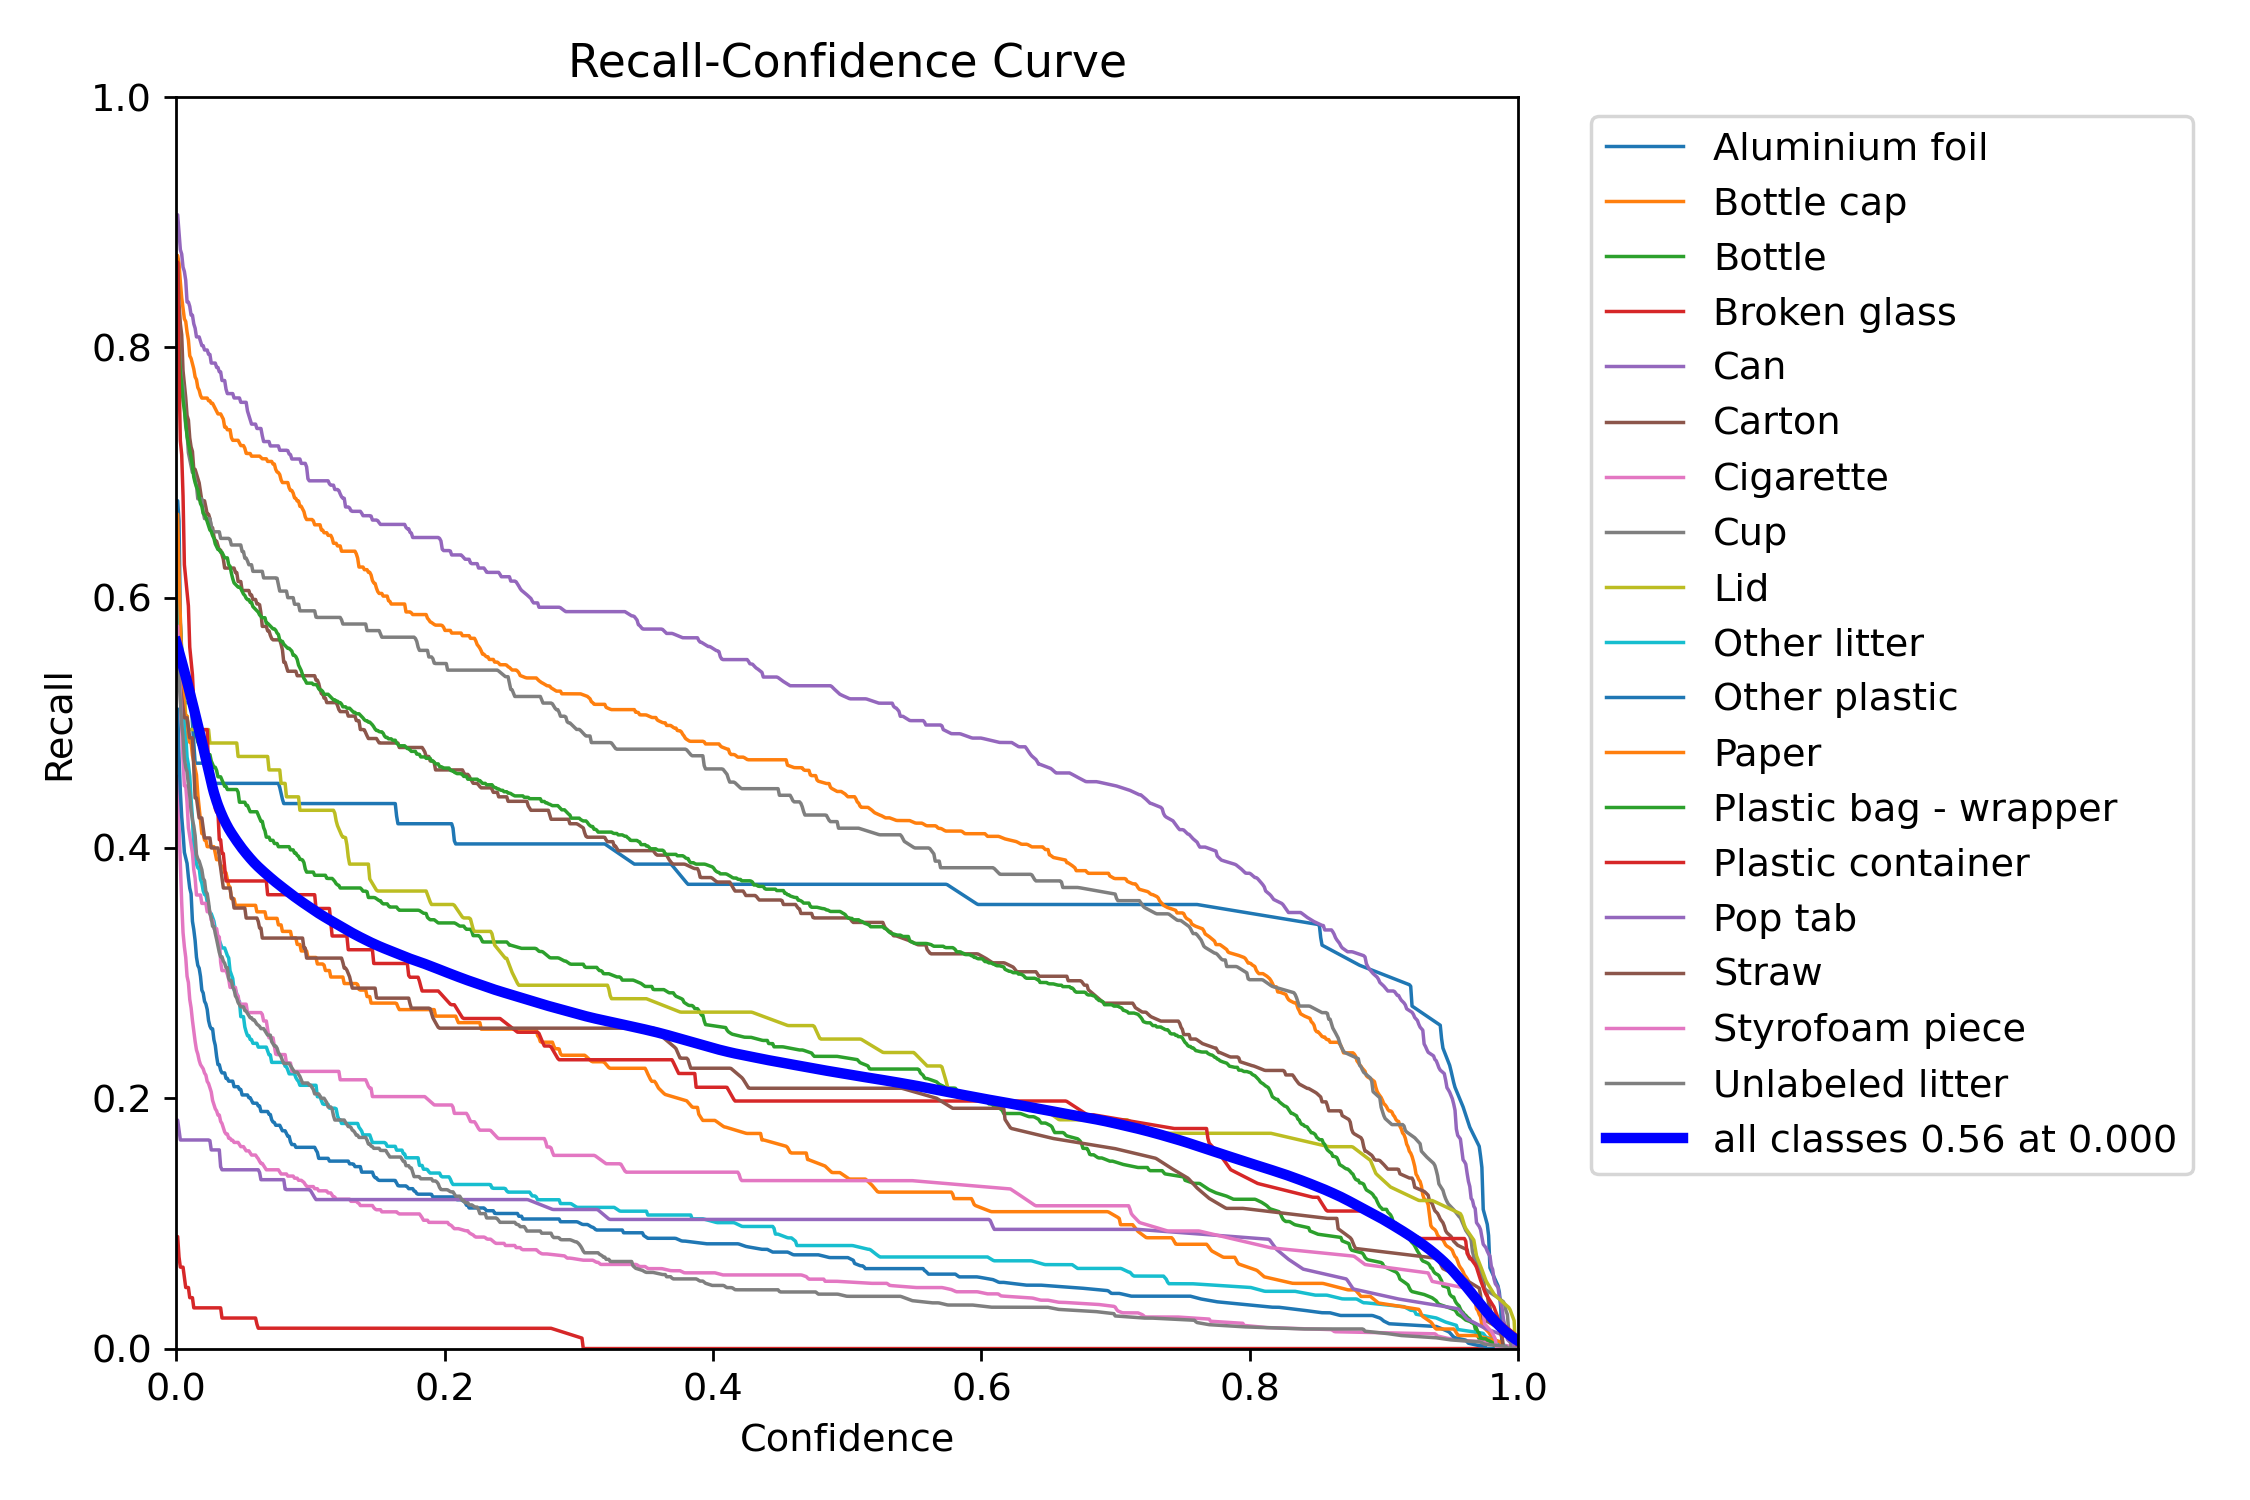 Recall-Confidence Curve
1.0
0.8
0.6
0.4
0.2
0.0
Recall
0.0 0.2 0.4 0.6 0.8 1.0
Confidence
Aluminium foil
Bottle cap
Bottle
Broken glass
Can
Carton
Cigarette
Cup
Lid
Other litter
Other plastic
Paper
Plastic bag - wrapper
Plastic container
Pop tab
Straw
Styrofoam piece
Unlabeled litter
all classes 0.56 at 0.000